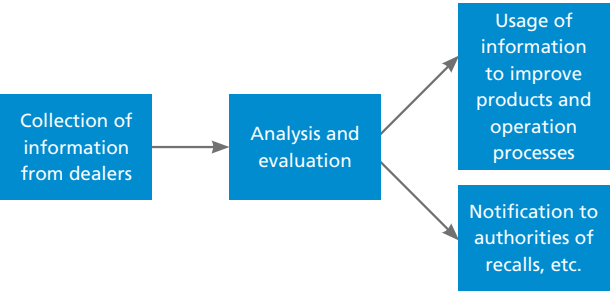 Collection of
information
from dealers
Analysis and
evaluation
Usage of
information
to improve
products and
operation
processes
Notification to
authorities of
recalls, etc.